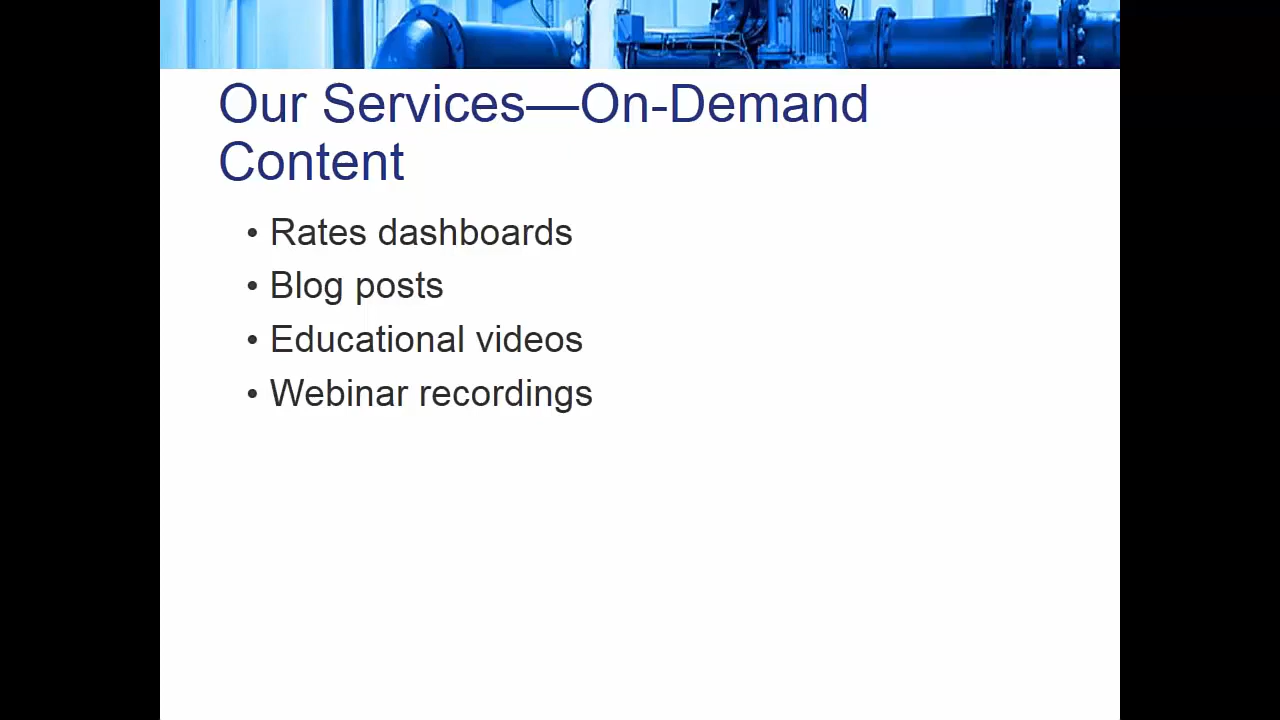 Our Services—On-Demand
Content
• Rates dashboards
• Blog posts
• Educational videos
• Webinar recordings